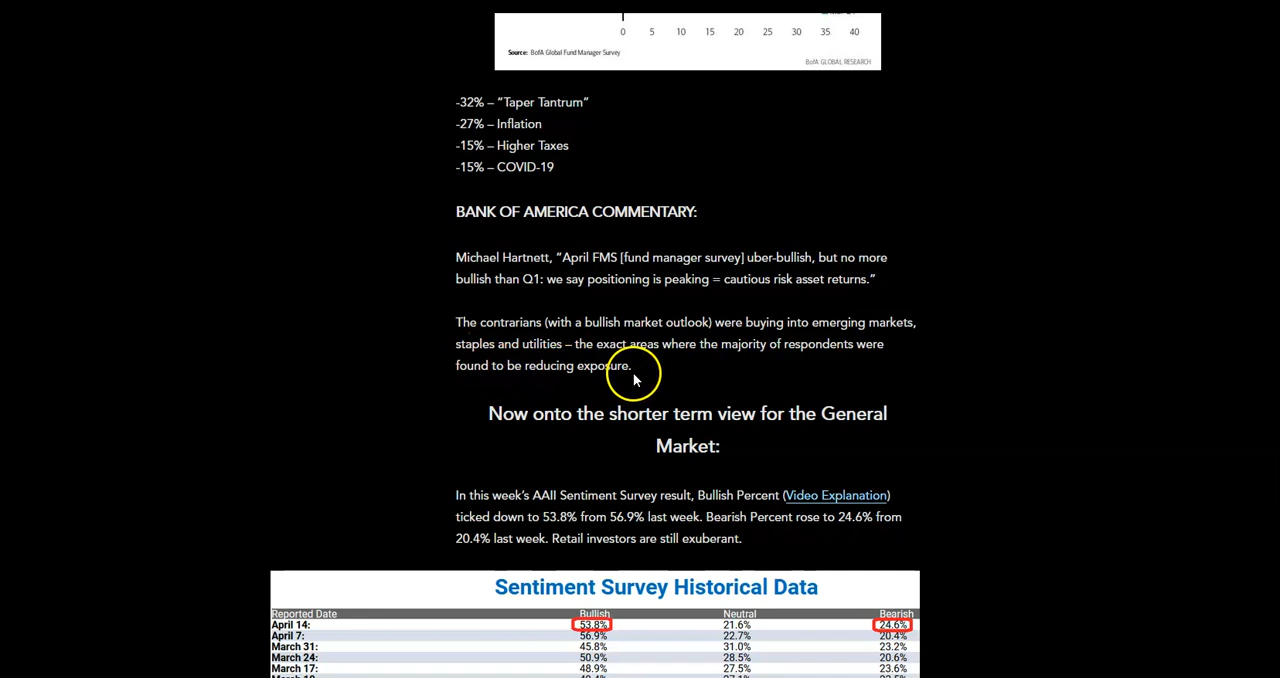 0 5 10 15 20 25 30 35 40
Source: BofA Global Fund Manager Survey
BofA GLOBAL RESEARCH
-32% – “Taper Tantrum”
-27% – Inflation
-15% – Higher Taxes
-15% – COVID-19
BANK OF AMERICA COMMENTARY:
Michael Hartnett, “April FMS [fund manager survey] uber-bullish, but no more
bullish than Q1: we say positioning is peaking = cautious risk asset returns.”
The contrarians (with a bullish market outlook) were buying into emerging markets,
staples and utilities – the exact areas where the majority of respondents were
found to be reducing exposure.
Now onto the shorter term view for the General
Market:
In this week’s AAII Sentiment Survey result, Bullish Percent (Video Explanation)
ticked down to 53.8% from 56.9% last week. Bearish Percent rose to 24.6% from
20.4% last week. Retail investors are still exuberant.
Sentiment Survey Historical Data
Reported Date Bullish Neutral Bearish
April 14: 53.8% 21.6% 24.6%
April 7: 56.9% 22.7% 20.4%
March 31: 45.8% 31.0% 23.2%
March 24: 50.9% 28.5% 20.6%
March 17: 48.9% 27.5% 23.6%